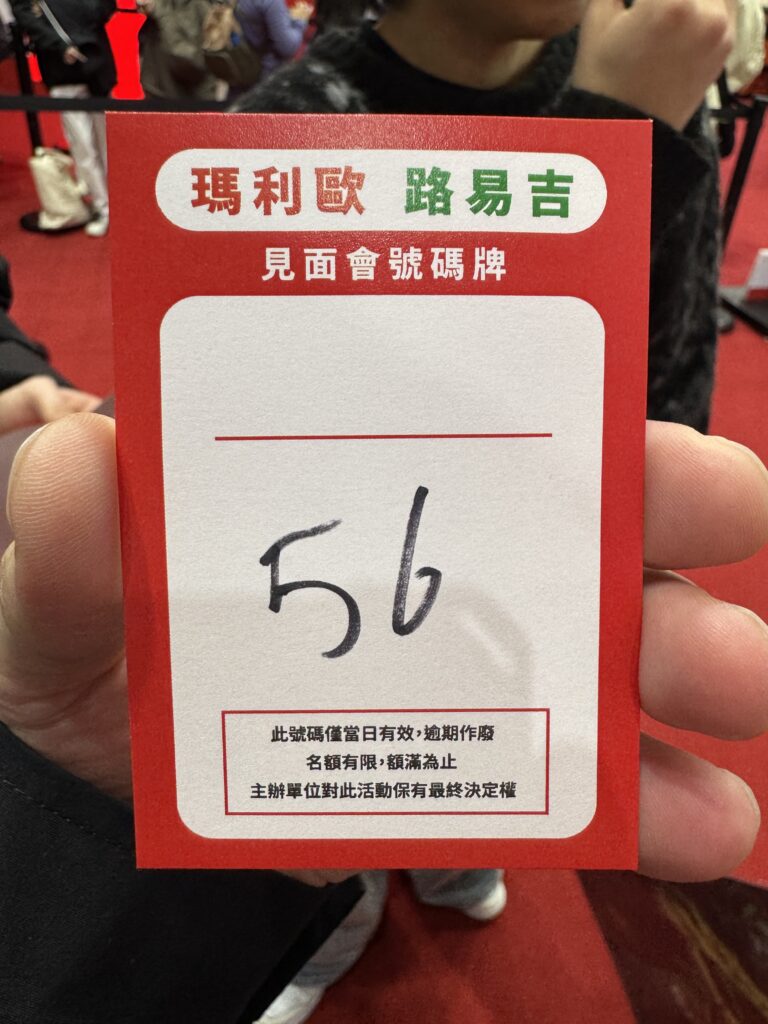 瑪利歐 路易吉
見面會號碼牌
56
此號碼僅當日有效,逾期作廢
名額有限,額滿為止
主辦單位對此活動保有最終決定權